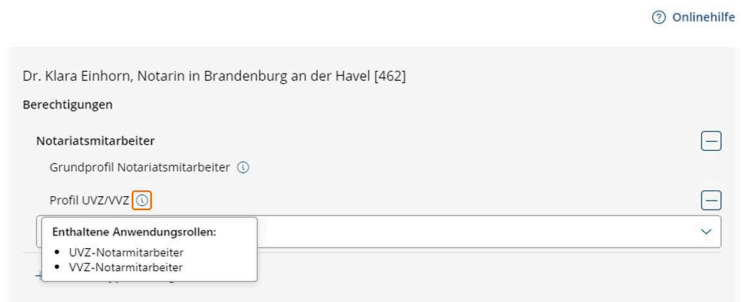 Onlinehilfe
Dr. Klara Einhorn, Notarin in Brandenburg an der Havel [462]
Berechtigungen
Notariatsmitarbeiter
Grundprofil Notariatsmitarbeiter
Profil UVZ/VVZ
Enthaltene Anwendungsrollen:
• UVZ-Notarmitarbeiter
• VVZ-Notarmitarbeiter